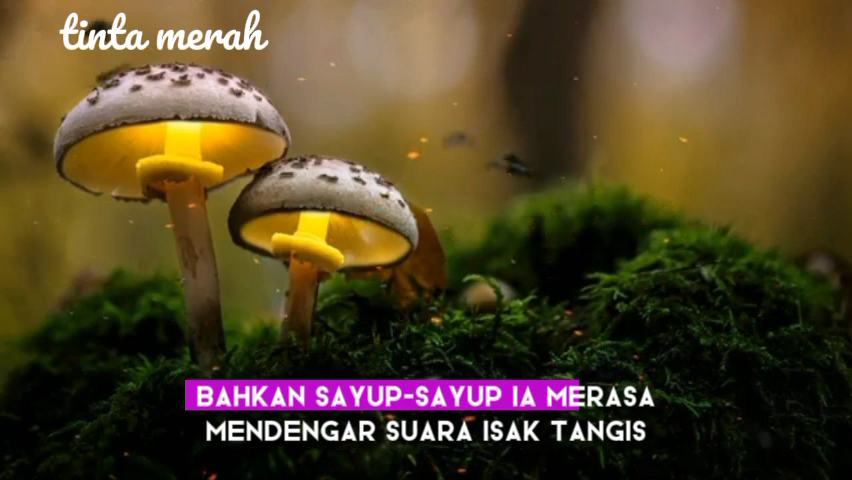 tinta merah
BAHKAN SAYUP-SAYUP IA MERASA
MENDENGAR SUARA ISAK TANGIS